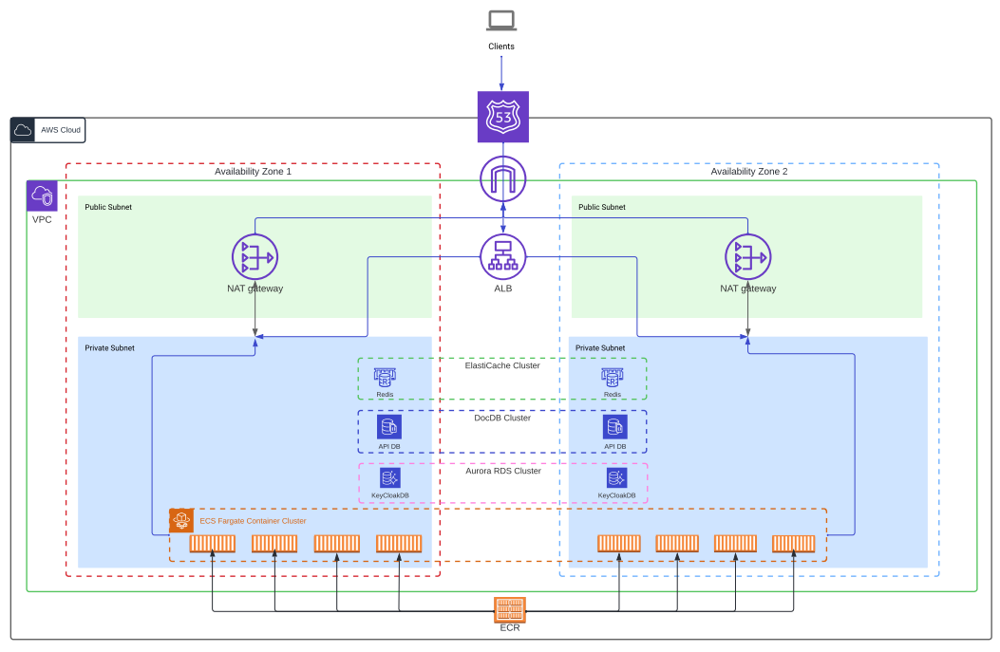 Clients
53
AWS Cloud
Availability Zone 1
Availability Zone 2
VPC
Public Subnet
Public Subnet
NAT gateway
ALB
NAT gateway
Private Subnet
Private Subnet
ElastiCache Cluster
R
Redis
R
Redis
DocDB Cluster
API DB
API DB
Aurora RDS Cluster
KeyCloakDB
KeyCloakDB
ECS Fargate Container Cluster
ECR